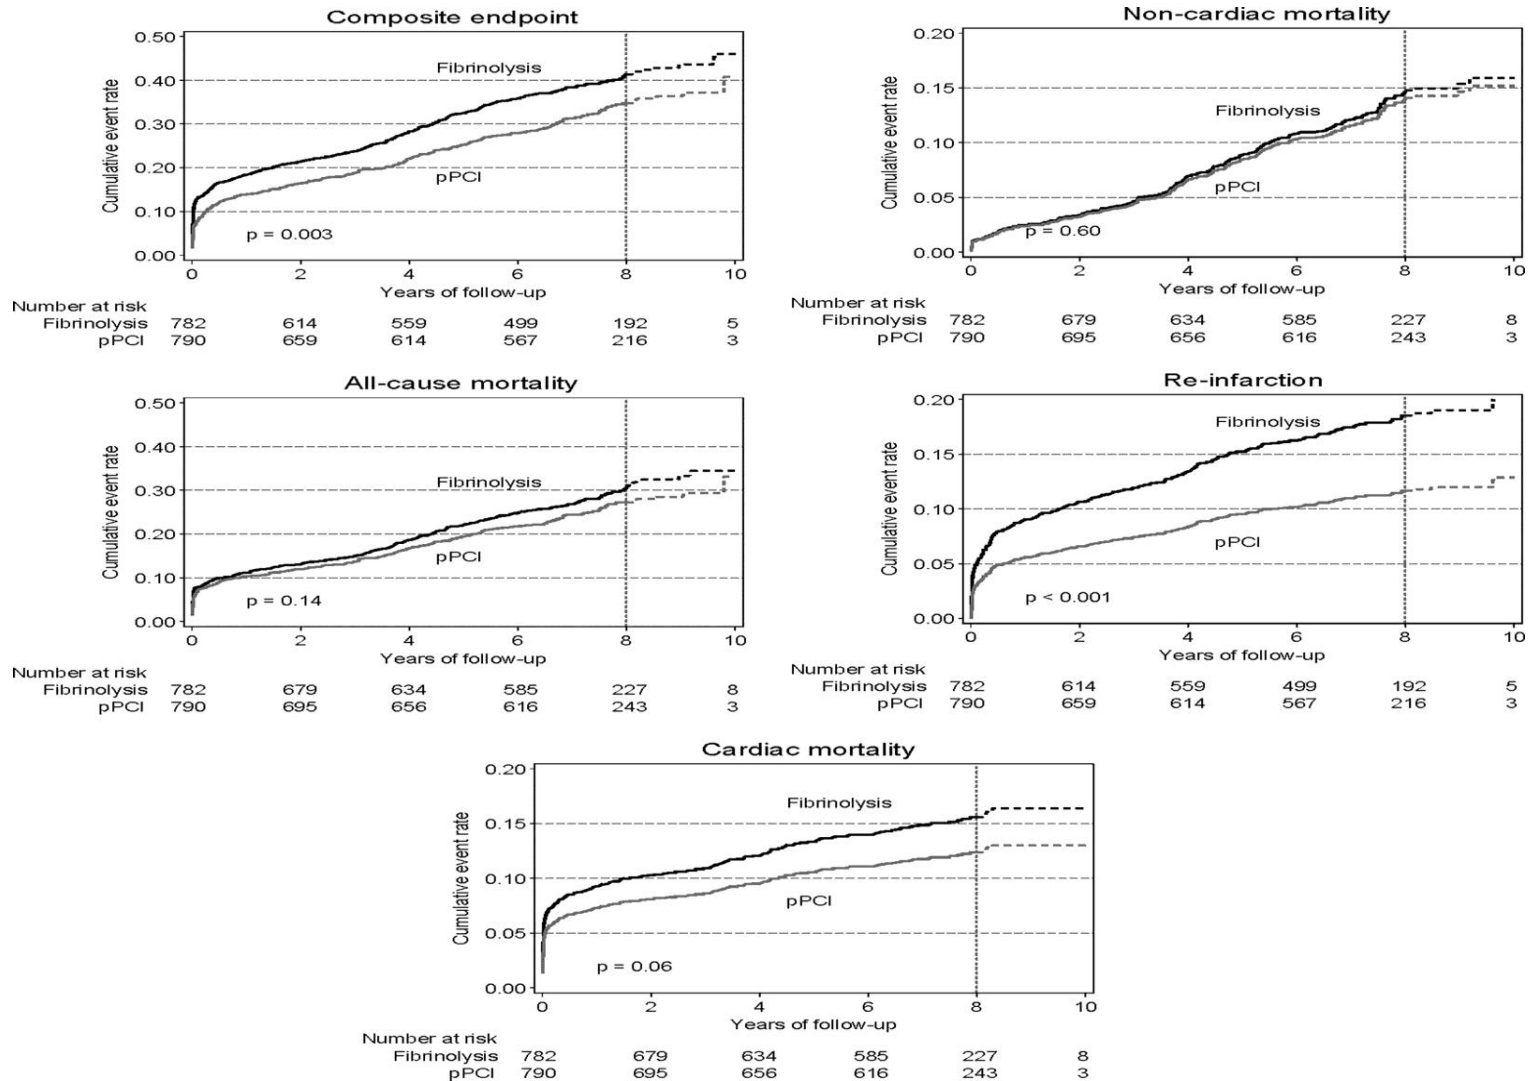 Composite endpoint
0.50
0.40
0.30
0.20
0.10
0.00
Cumulative event rate
Fibrinolysis
pPCI
p = 0.003
0 2 4 6 8 10
Years of follow-up
Number at risk
Fibrinolysis 782 614 559 499 192 5
pPCI 790 659 614 567 216 3
Non-cardiac mortality
0.20
0.15
0.10
0.05
0.00
Cumulative event rate
Fibrinolysis
pPCI
p = 0.60
0 2 4 6 8 10
Years of follow-up
Number at risk
Fibrinolysis 782 679 634 585 227 8
pPCI 790 695 656 616 243 3
All-cause mortality
0.50
0.40
0.30
0.20
0.10
0.00
Cumulative event rate
Fibrinolysis
pPCI
p = 0.14
0 2 4 6 8 10
Years of follow-up
Number at risk
Fibrinolysis 782 679 634 585 227 8
pPCI 790 695 656 616 243 3
Re-infarction
0.20
0.15
0.10
0.05
0.00
Cumulative event rate
Fibrinolysis
pPCI
p < 0.001
0 2 4 6 8 10
Years of follow-up
Number at risk
Fibrinolysis 782 614 559 499 192 5
pPCI 790 659 614 567 216 3
Cardiac mortality
0.20
0.15
0.10
0.05
0.00
Cumulative event rate
Fibrinolysis
pPCI
p = 0.06
0 2 4 6 8 10
Years of follow-up
Number at risk
Fibrinolysis 782 679 634 585 227 8
pPCI 790 695 656 616 243 3